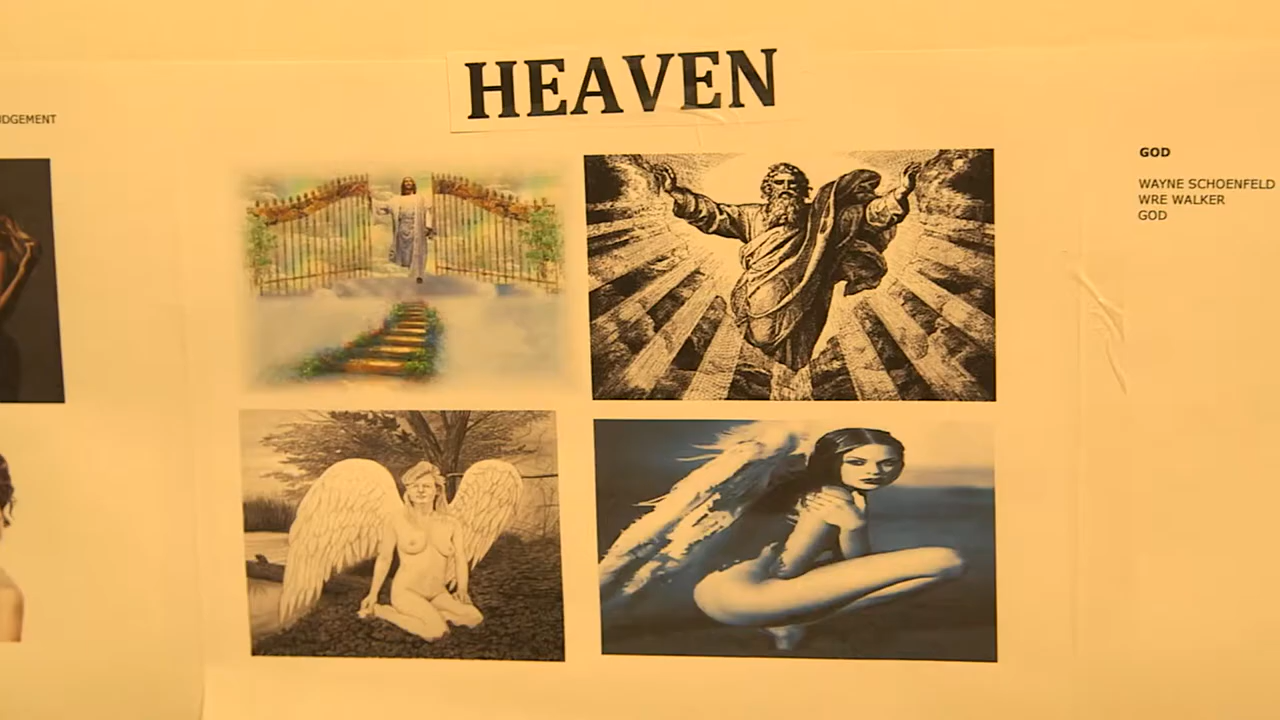 HEAVEN
UDGEMENT
GOD
WAYNE SCHOENFELD
WRE WALKER
GOD